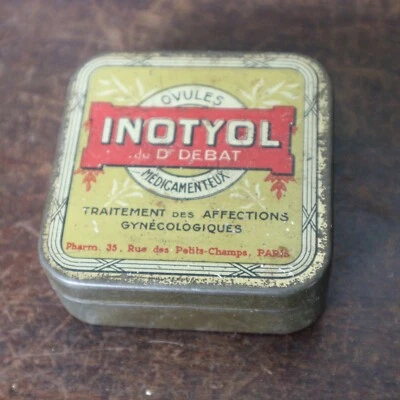 OVULES
INOTYOL
du Dr DEBAT
MÉDICAMENTEUX
TRAITEMENT DES AFFECTIONS
GYNÉCOLOGIQUES
Pharm. 35, Rue des Petits-Champs, PARIS